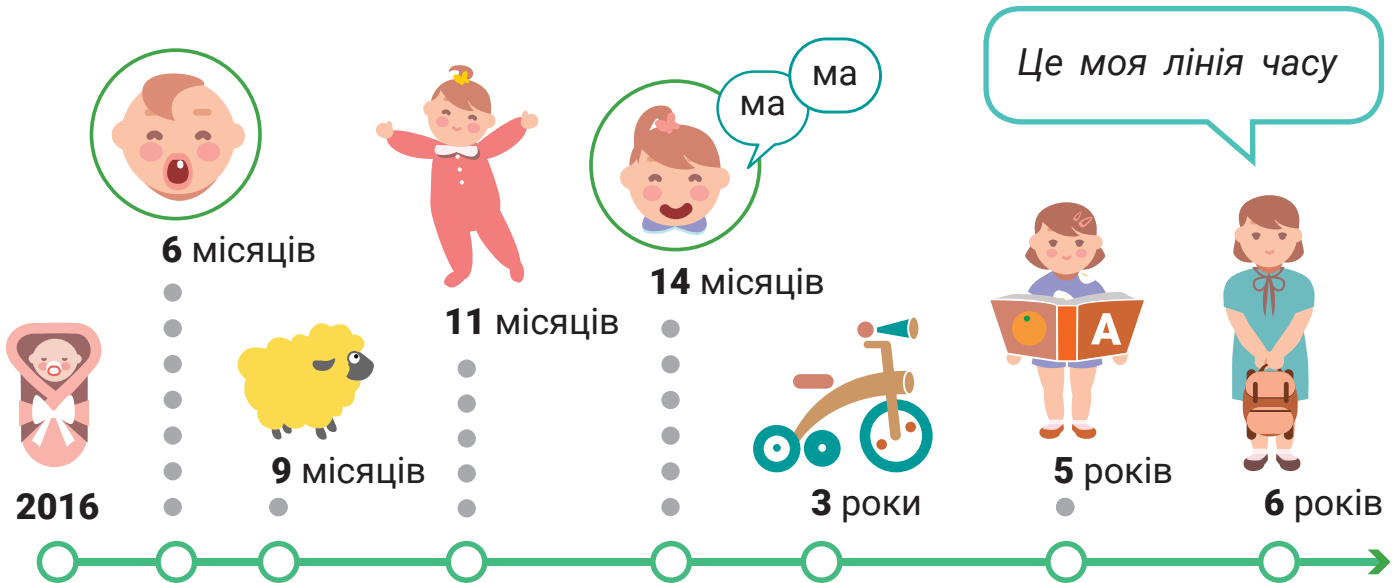 Це моя лінія часу
ма
ма
6 місяців
14 місяців
11 місяців
9 місяців
А
5 років
2016
3 роки
6 років